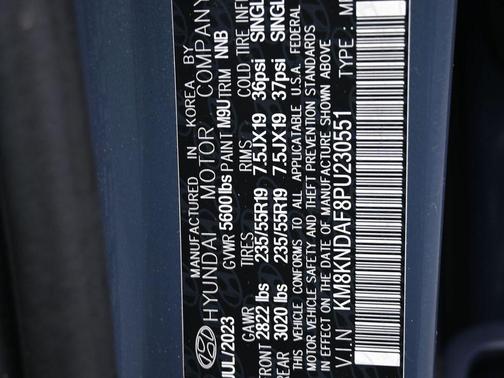 MANUFACTURED IN KOREA BY
HYUNDAI MOTOR COMPANY
JUL/2023 GVWR 5600lbs PAINT M9U TRIM NNB
GAWR TIRES RIMS COLD TIRE INF
FRONT 2822 lbs 235/55R19 7.5JX19 36psi SINGL
REAR 3020 lbs 235/55R19 7.5JX19 37psi SINGL
THIS VEHICLE CONFORMS TO ALL APPLICABLE U.S.A. FEDERAL
MOTOR VEHICLE SAFETY AND THEFT PREVENTION STANDARDS
IN EFFECT ON THE DATE OF MANUFACTURE SHOWN ABOVE
V.I.N KM8KNDAF8PU230551 TYPE: M